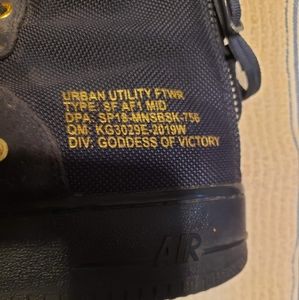 URBAN UTILITY FTWR
TYPE: SF AF1 MID
DPA: SP18-MNSBSK-756
QM: KG3029E-2019W
DIV: GODDESS OF VICTORY
AIR